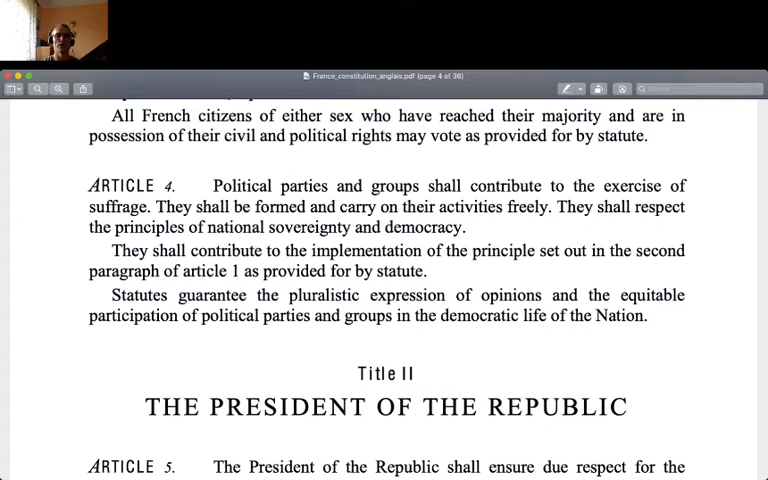 France_constitution_anglais.pdf (page 4 of 36)
All French citizens of either sex who have reached their majority and are in
possession of their civil and political rights may vote as provided for by statute.
ARTICLE 4. Political parties and groups shall contribute to the exercise of
suffrage. They shall be formed and carry on their activities freely. They shall respect
the principles of national sovereignty and democracy.
They shall contribute to the implementation of the principle set out in the second
paragraph of article 1 as provided for by statute.
Statutes guarantee the pluralistic expression of opinions and the equitable
participation of political parties and groups in the democratic life of the Nation.
Title II
THE PRESIDENT OF THE REPUBLIC
ARTICLE 5. The President of the Republic shall ensure due respect for the